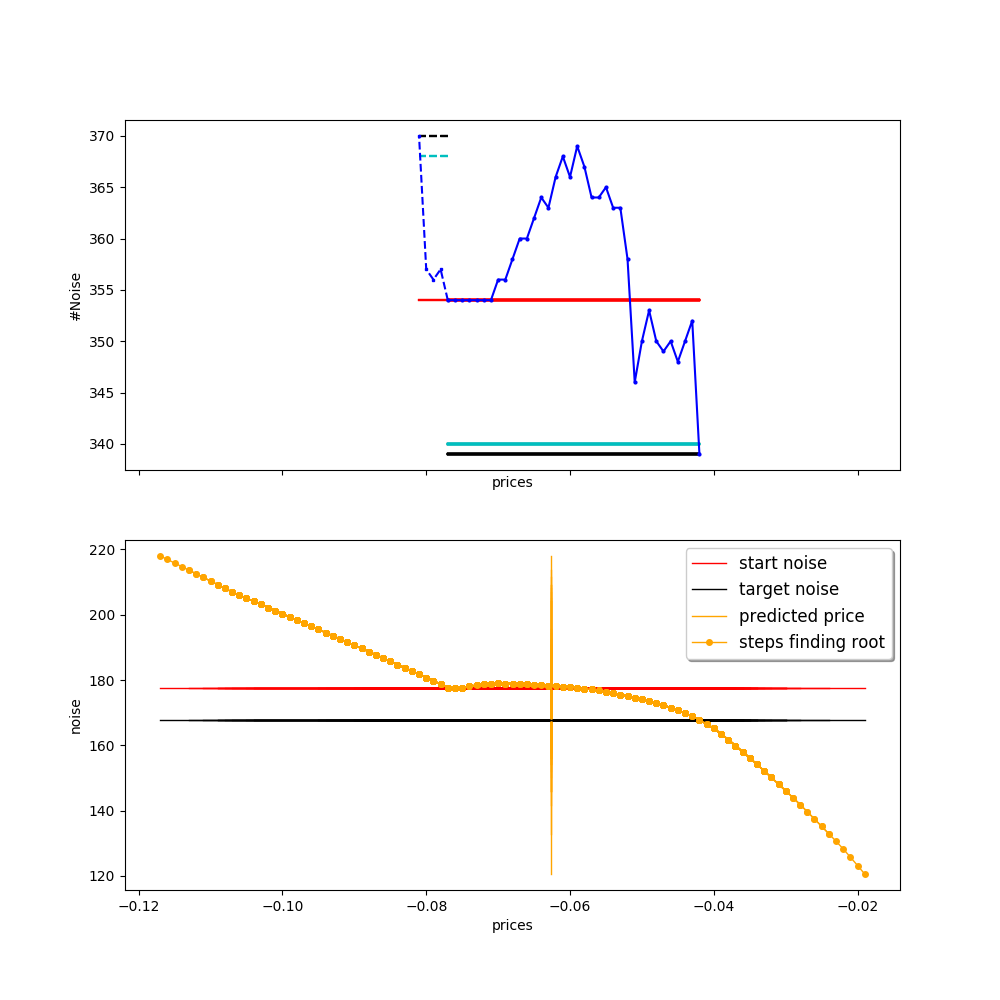 370
365
360
355
350
345
340
#Noise
prices
220
200
180
160
140
120
noise
start noise
target noise
predicted price
steps finding root
−0.12 −0.10 −0.08 −0.06 −0.04 −0.02
prices